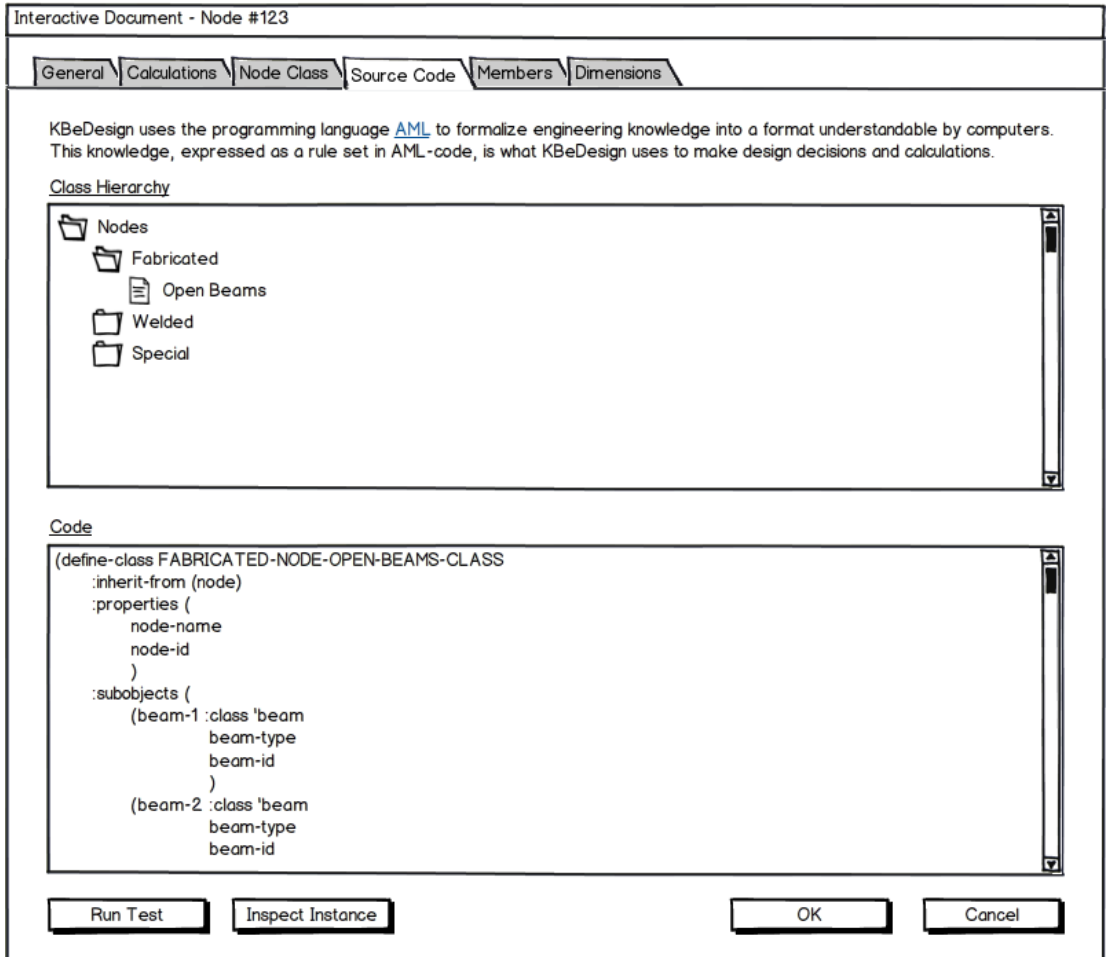 Interactive Document - Node #123
General Calculations Node Class Source Code Members Dimensions
KBeDesign uses the programming language AML to formalize engineering knowledge into a format understandable by computers.
This knowledge, expressed as a rule set in AML-code, is what KBeDesign uses to make design decisions and calculations.
Class Hierarchy
Nodes
Fabricated
Open Beams
Welded
Special
Code
(define-class FABRICATED-NODE-OPEN-BEAMS-CLASS
:inherit-from (node)
:properties (
node-name
node-id
)
:subobjects (
(beam-1 :class 'beam
beam-type
beam-id
)
(beam-2 :class 'beam
beam-type
beam-id
Run Test Inspect Instance OK Cancel